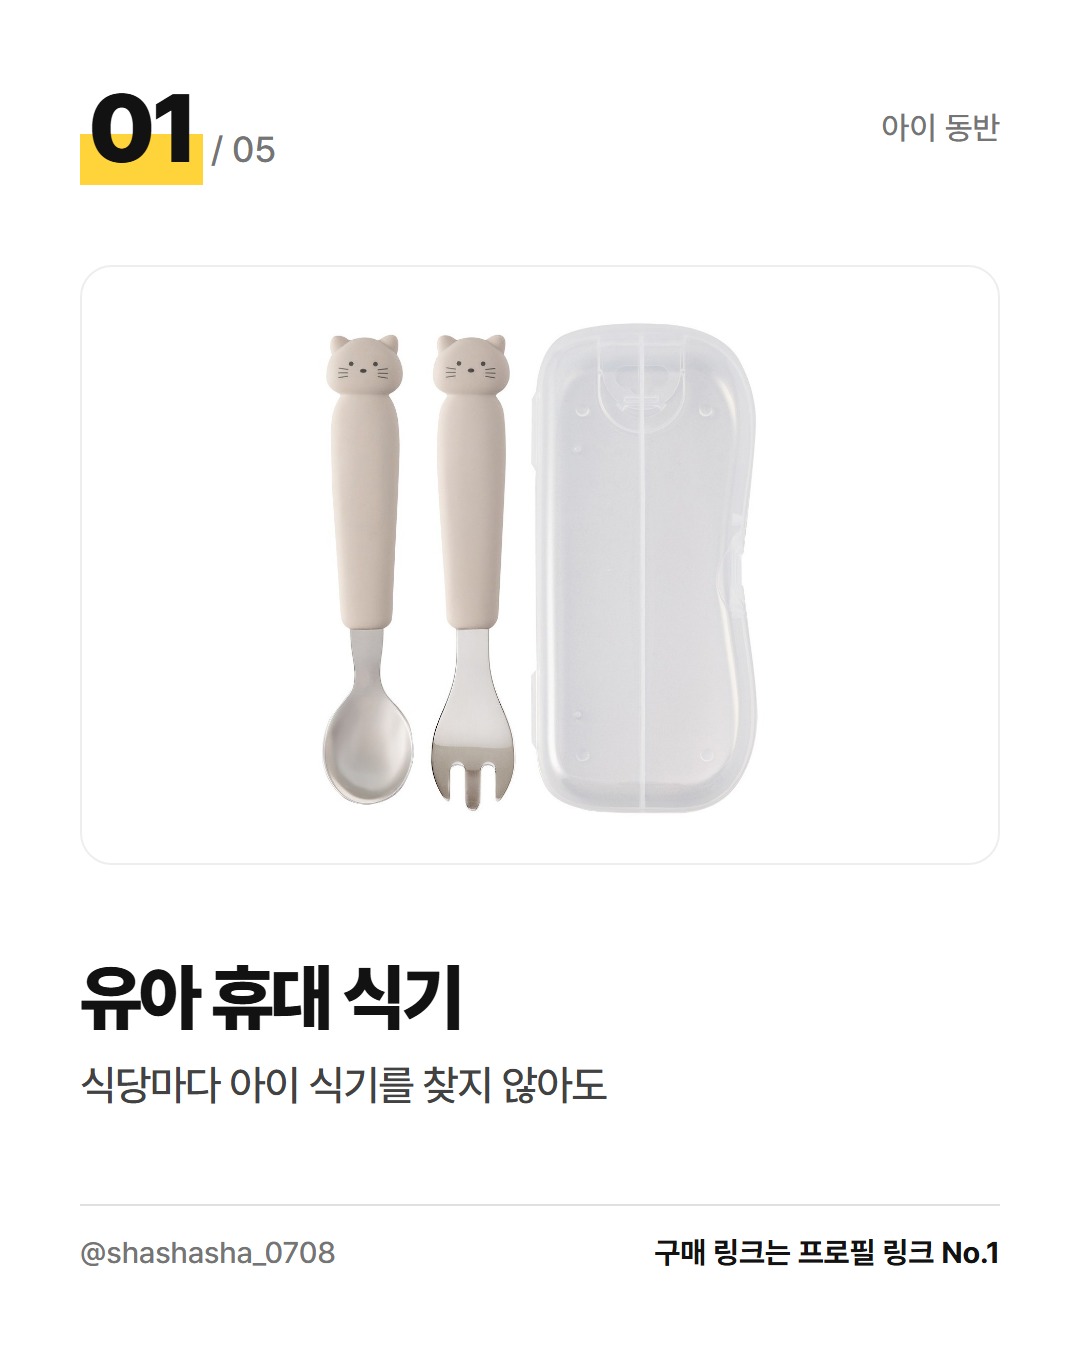 01 / 05
아이 동반
유아 휴대 식기
식당마다 아이 식기를 찾지 않아도
@shashasha_0708
구매 링크는 프로필 링크 No.1